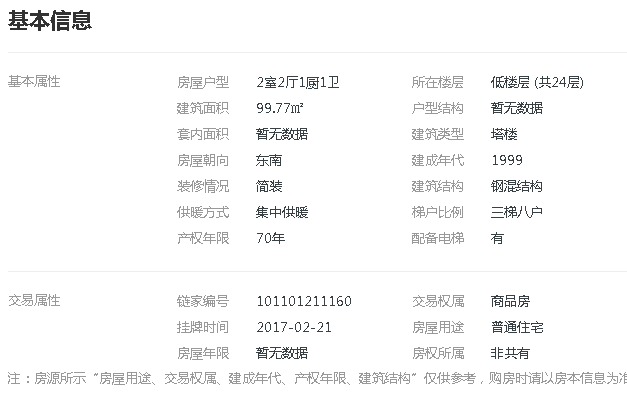 基本信息
基本属性 房屋户型 2室2厅1厨1卫 所在楼层 低楼层 (共24层)
建筑面积 99.77㎡ 户型结构 暂无数据
套内面积 暂无数据 建筑类型 塔楼
房屋朝向 东南 建成年代 1999
装修情况 简装 建筑结构 钢混结构
供暖方式 集中供暖 梯户比例 三梯八户
产权年限 70年 配备电梯 有
交易属性 链家编号 101101211160 交易权属 商品房
挂牌时间 2017-02-21 房屋用途 普通住宅
房屋年限 暂无数据 房权所属 非共有
注：房源所示“房屋用途、交易权属、建成年代、产权年限、建筑结构”仅供参考，购房时请以房本信息为准